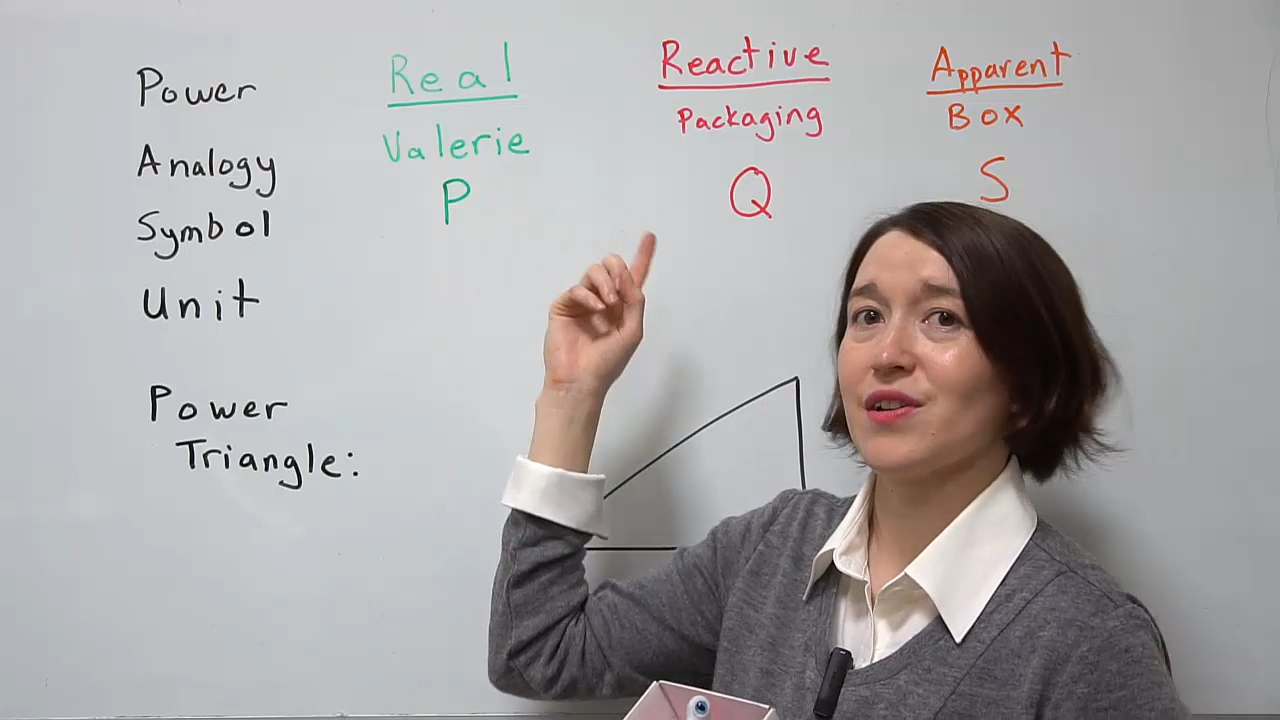 Power Real Reactive Apparent
Analogy Valerie Packaging Box
Symbol P Q S
Unit
Power
Triangle: